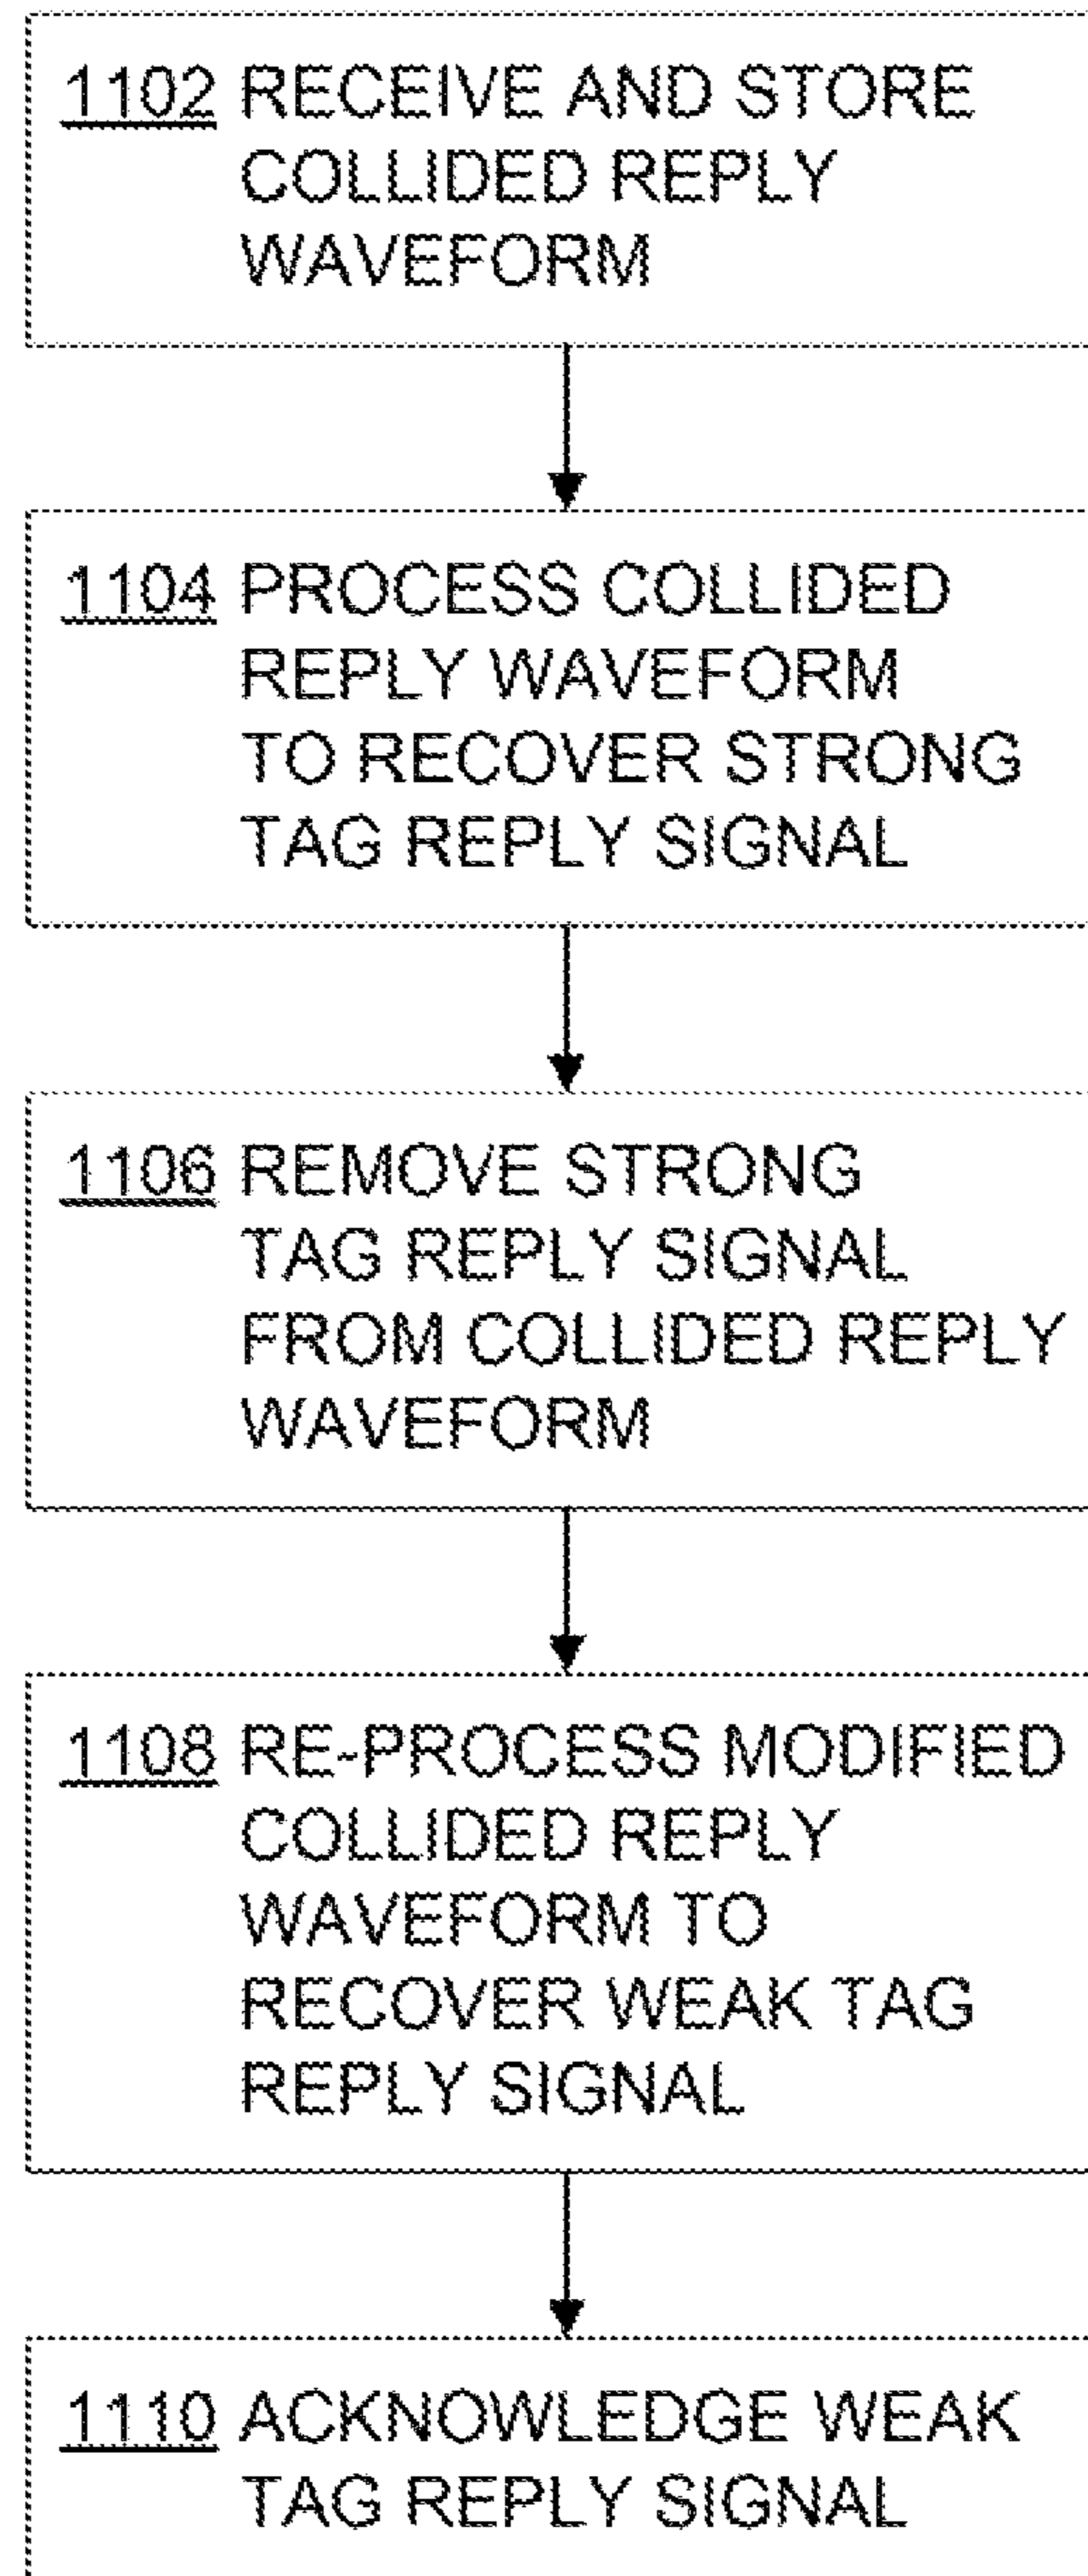 1102 RECEIVE AND STORE
COLLIDED REPLY
WAVEFORM
1104 PROCESS COLLIDED
REPLY WAVEFORM
TO RECOVER STRONG
TAG REPLY SIGNAL
1106 REMOVE STRONG
TAG REPLY SIGNAL
FROM COLLIDED REPLY
WAVEFORM
1108 RE-PROCESS MODIFIED
COLLIDED REPLY
WAVEFORM TO
RECOVER WEAK TAG
REPLY SIGNAL
1110 ACKNOWLEDGE WEAK
TAG REPLY SIGNAL